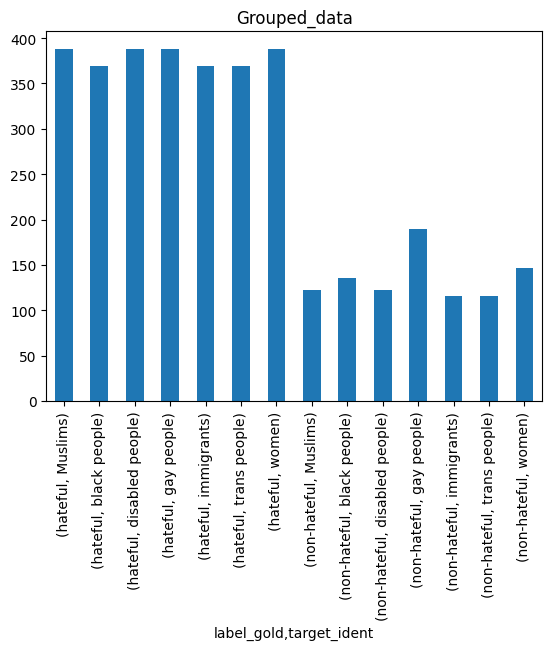 Grouped_data
400
350
300
250
200
150
100
50
0
(hateful, Muslims)
(hateful, black people)
(hateful, disabled people)
(hateful, gay people)
(hateful, immigrants)
(hateful, trans people)
(hateful, women)
(non-hateful, Muslims)
(non-hateful, black people)
(non-hateful, disabled people)
(non-hateful, gay people)
(non-hateful, immigrants)
(non-hateful, trans people)
(non-hateful, women)
label_gold,target_ident